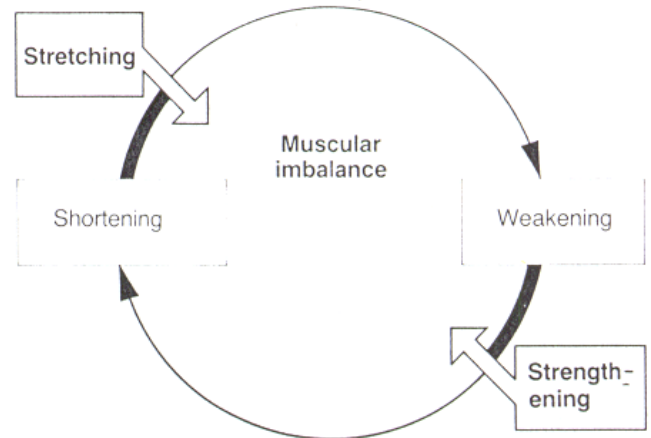 Stretching
Muscular
imbalance
Shortening
Weakening
Strength-
ening